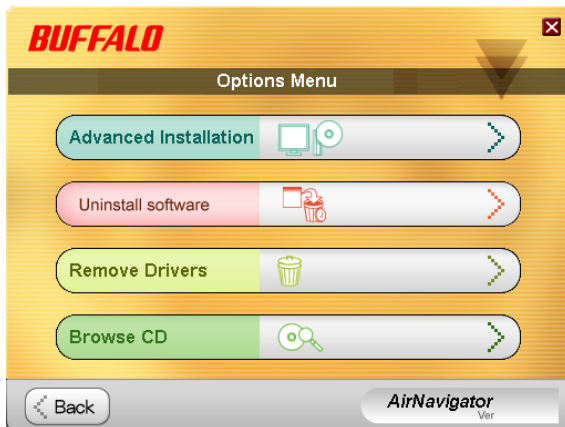 BUFFALO
Options Menu
Advanced Installation
Uninstall software
Remove Drivers
Browse CD
Back
AirNavigator
Ver